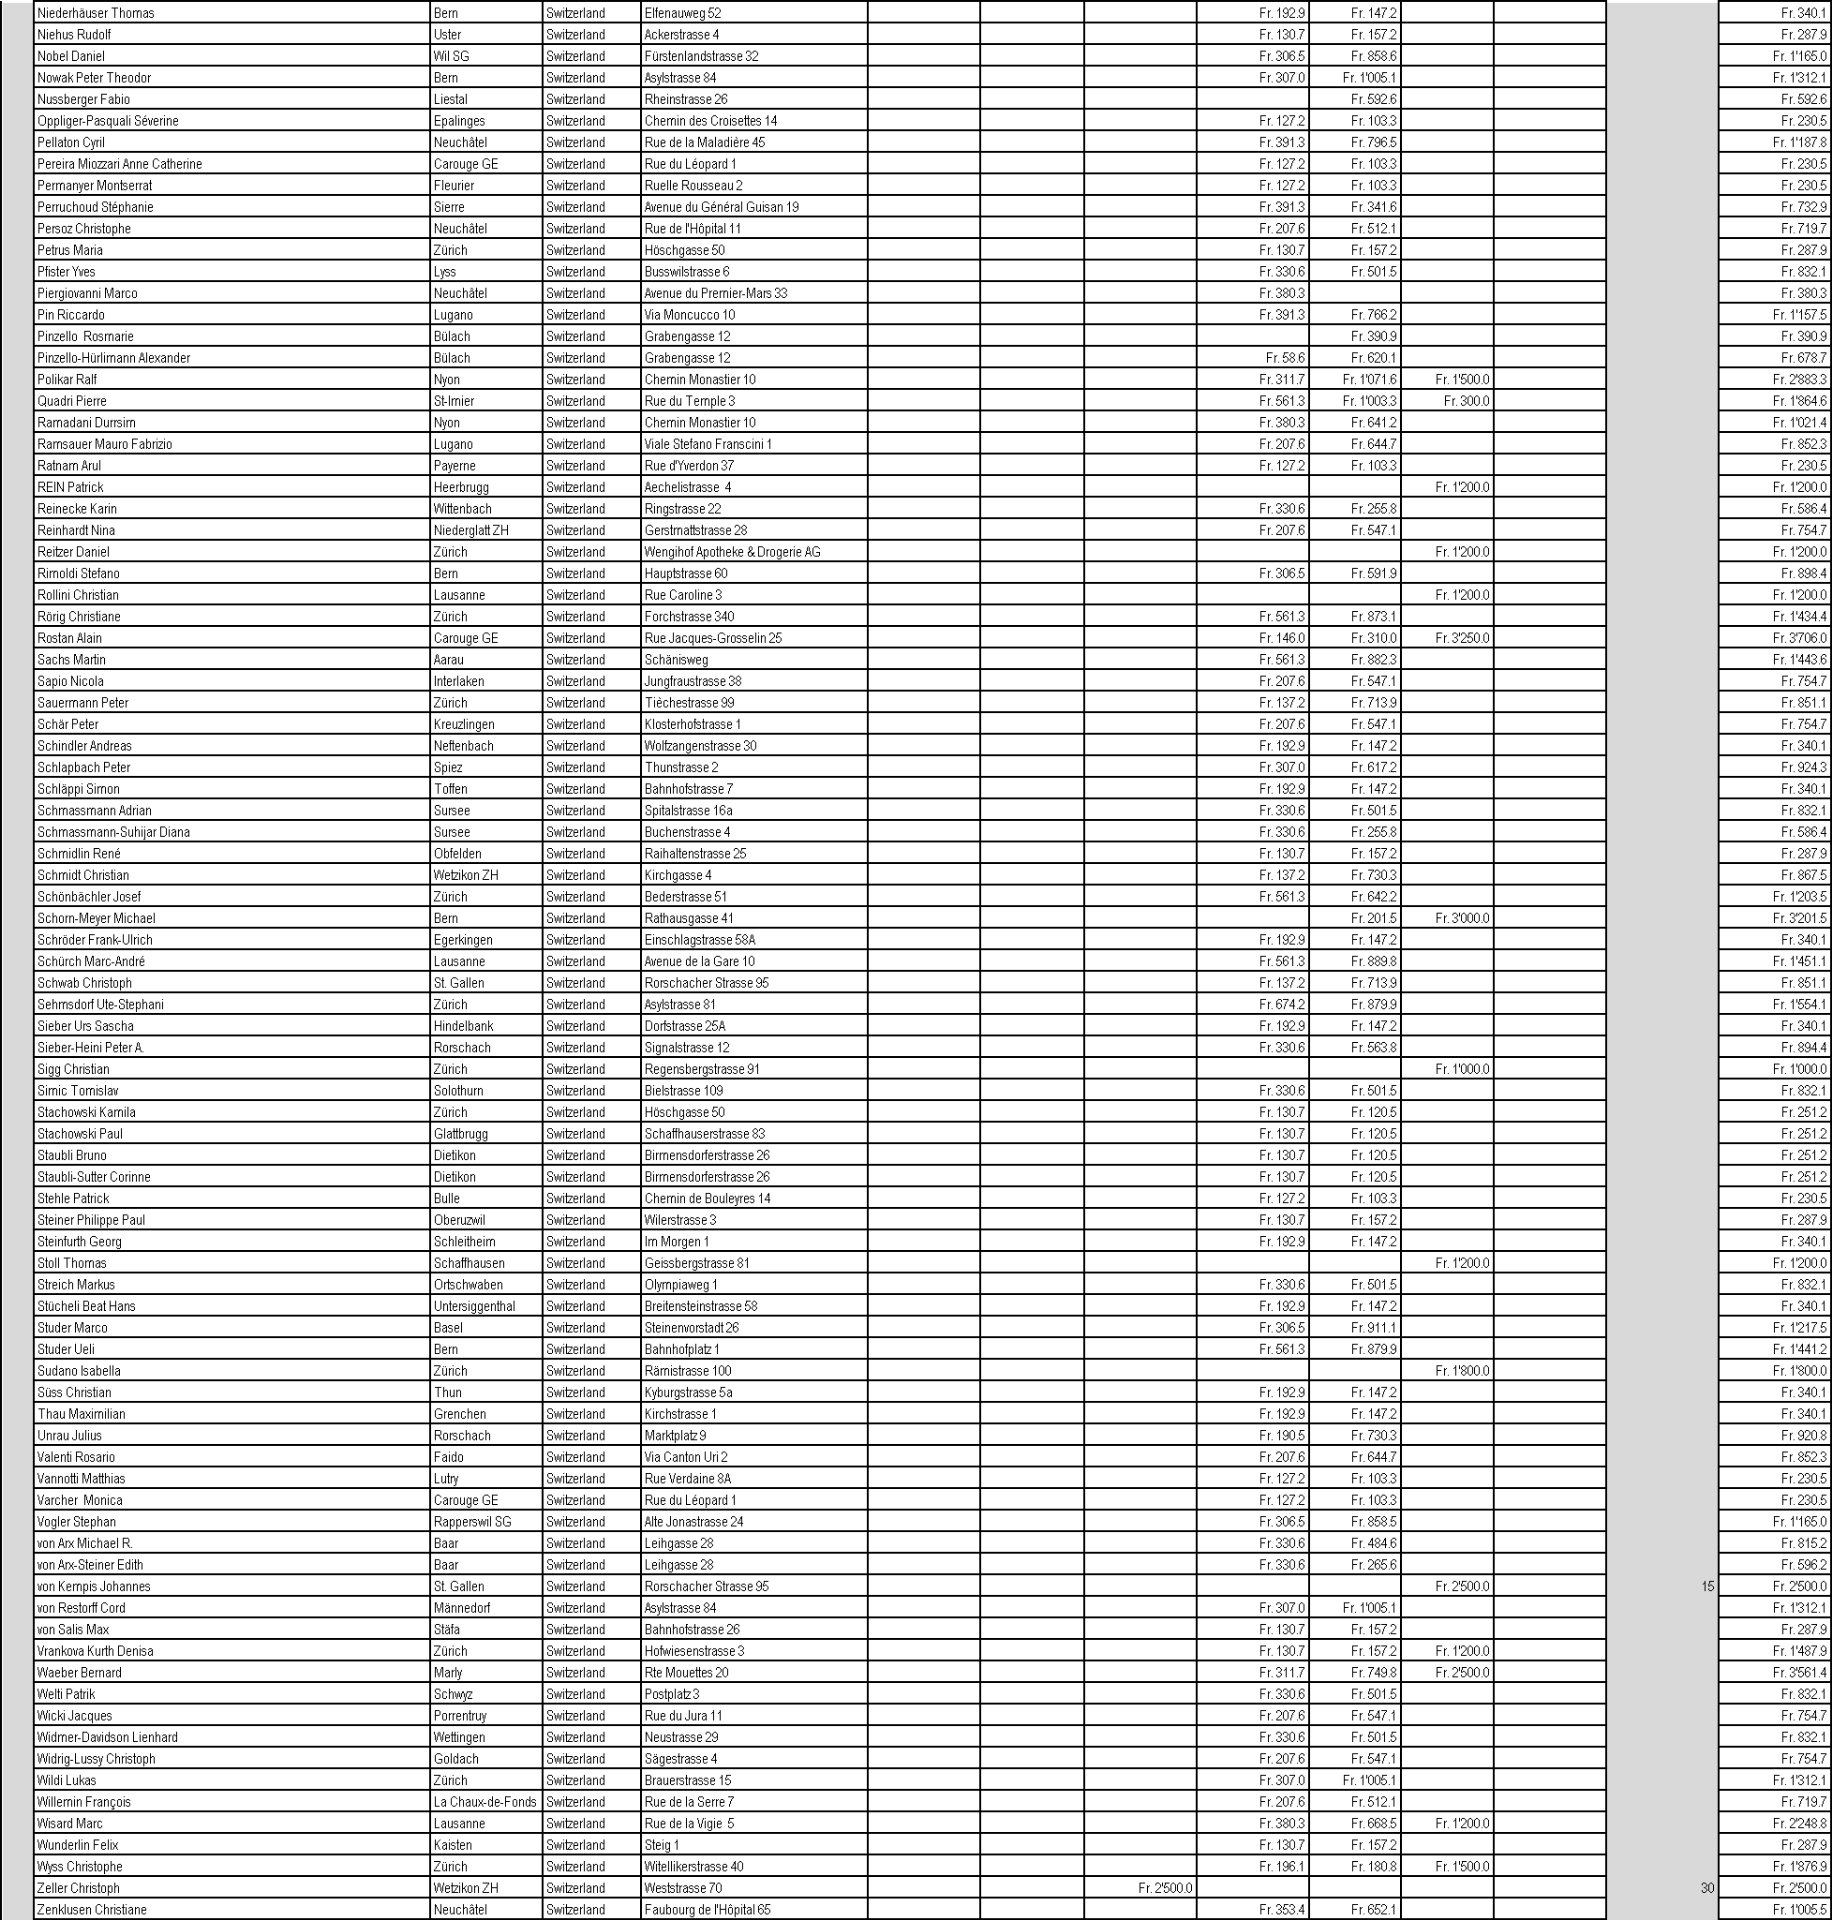 Niederhäuser Thomas Bern Switzerland Elfenauweg 52 Fr. 192.9 Fr. 147.2 Fr. 340.1
Niehus Rudolf Uster Switzerland Ackerstrasse 4 Fr. 130.7 Fr. 157.2 Fr. 287.9
Nobel Daniel Wil SG Switzerland Fürstenlandstrasse 32 Fr. 306.5 Fr. 858.6 Fr. 1'165.0
Nowak Peter Theodor Bern Switzerland Asylstrasse 84 Fr. 307.0 Fr. 1'005.1 Fr. 1'312.1
Nussberger Fabio Liestal Switzerland Rheinstrasse 26 Fr. 592.6 Fr. 592.6
Oppliger-Pasquali Séverine Epalinges Switzerland Chemin des Croisettes 14 Fr. 127.2 Fr. 103.3 Fr. 230.5
Pellaton Cyril Neuchâtel Switzerland Rue de la Maladière 45 Fr. 391.3 Fr. 796.5 Fr. 1'187.8
Pereira Miozzari Anne Catherine Carouge GE Switzerland Rue du Léopard 1 Fr. 127.2 Fr. 103.3 Fr. 230.5
Permanyer Montserrat Fleurier Switzerland Ruelle Rousseau 2 Fr. 127.2 Fr. 103.3 Fr. 230.5
Perruchoud Stéphanie Sierre Switzerland Avenue du Général Guisan 19 Fr. 391.3 Fr. 341.6 Fr. 732.9
Persoz Christophe Neuchâtel Switzerland Rue de l'Hôpital 11 Fr. 207.6 Fr. 512.1 Fr. 719.7
Petrus Maria Zürich Switzerland Höschgasse 50 Fr. 130.7 Fr. 157.2 Fr. 287.9
Pfister Yves Lyss Switzerland Busswilstrasse 6 Fr. 330.6 Fr. 501.5 Fr. 832.1
Piergiovanni Marco Neuchâtel Switzerland Avenue du Premier-Mars 33 Fr. 380.3 Fr. 380.3
Pin Riccardo Lugano Switzerland Via Moncucco 10 Fr. 391.3 Fr. 766.2 Fr. 1'157.5
Pinzello Rosmarie Bülach Switzerland Grabengasse 12 Fr. 390.9 Fr. 390.9
Pinzello-Hürlimann Alexander Bülach Switzerland Grabengasse 12 Fr. 58.6 Fr. 620.1 Fr. 678.7
Polikar Ralf Nyon Switzerland Chemin Monastier 10 Fr. 311.7 Fr. 1'071.6 Fr. 1'500.0 Fr. 2'883.3
Quadri Pierre St-Imier Switzerland Rue du Temple 3 Fr. 561.3 Fr. 1'003.3 Fr. 300.0 Fr. 1'864.6
Ramadani Durrsim Nyon Switzerland Chemin Monastier 10 Fr. 380.3 Fr. 641.2 Fr. 1'021.4
Ramsauer Mauro Fabrizio Lugano Switzerland Viale Stefano Franscini 1 Fr. 207.6 Fr. 644.7 Fr. 852.3
Ratnam Arul Payerne Switzerland Rue d'Yverdon 37 Fr. 127.2 Fr. 103.3 Fr. 230.5
REIN Patrick Heerbrugg Switzerland Aechelistrasse 4 Fr. 1'200.0 Fr. 1'200.0
Reinecke Karin Wittenbach Switzerland Ringstrasse 22 Fr. 330.6 Fr. 255.8 Fr. 586.4
Reinhardt Nina Niederglatt ZH Switzerland Gerstmattstrasse 28 Fr. 207.6 Fr. 547.1 Fr. 754.7
Reitzer Daniel Zürich Switzerland Wengihof Apotheke & Drogerie AG Fr. 1'200.0 Fr. 1'200.0
Rimoldi Stefano Bern Switzerland Hauptstrasse 60 Fr. 306.5 Fr. 591.9 Fr. 898.4
Rollini Christian Lausanne Switzerland Rue Caroline 3 Fr. 1'200.0 Fr. 1'200.0
Rörig Christiane Zürich Switzerland Forchstrasse 340 Fr. 561.3 Fr. 873.1 Fr. 1'434.4
Rostan Alain Carouge GE Switzerland Rue Jacques-Grosselin 25 Fr. 146.0 Fr. 310.0 Fr. 3'250.0 Fr. 3'706.0
Sachs Martin Aarau Switzerland Schänisweg Fr. 561.3 Fr. 882.3 Fr. 1'443.6
Sapio Nicola Interlaken Switzerland Jungfraustrasse 38 Fr. 207.6 Fr. 547.1 Fr. 754.7
Sauermann Peter Zürich Switzerland Tièchestrasse 99 Fr. 137.2 Fr. 713.9 Fr. 851.1
Schär Peter Kreuzlingen Switzerland Klosterhofstrasse 1 Fr. 207.6 Fr. 547.1 Fr. 754.7
Schindler Andreas Neftenbach Switzerland Wolfzangenstrasse 30 Fr. 192.9 Fr. 147.2 Fr. 340.1
Schlapbach Peter Spiez Switzerland Thunstrasse 2 Fr. 307.0 Fr. 617.2 Fr. 924.3
Schläppi Simon Toffen Switzerland Bahnhofstrasse 7 Fr. 192.9 Fr. 147.2 Fr. 340.1
Schmassmann Adrian Sursee Switzerland Spitalstrasse 16a Fr. 330.6 Fr. 501.5 Fr. 832.1
Schmassmann-Suhijar Diana Sursee Switzerland Buchenstrasse 4 Fr. 330.6 Fr. 255.8 Fr. 586.4
Schmidlin René Obfelden Switzerland Raihaltenstrasse 25 Fr. 130.7 Fr. 157.2 Fr. 287.9
Schmidt Christian Wetzikon ZH Switzerland Kirchgasse 4 Fr. 137.2 Fr. 730.3 Fr. 867.5
Schönbächler Josef Zürich Switzerland Bederstrasse 51 Fr. 561.3 Fr. 642.2 Fr. 1'203.5
Schorn-Meyer Michael Bern Switzerland Rathausgasse 41 Fr. 201.5 Fr. 3'000.0 Fr. 3'201.5
Schröder Frank-Ulrich Egerkingen Switzerland Einschlagstrasse 58A Fr. 192.9 Fr. 147.2 Fr. 340.1
Schürch Marc-André Lausanne Switzerland Avenue de la Gare 10 Fr. 561.3 Fr. 889.8 Fr. 1'451.1
Schwab Christoph St. Gallen Switzerland Rorschacher Strasse 95 Fr. 137.2 Fr. 713.9 Fr. 851.1
Sehmsdorf Ute-Stephani Zürich Switzerland Asylstrasse 81 Fr. 674.2 Fr. 879.9 Fr. 1'554.1
Sieber Urs Sascha Hindelbank Switzerland Dorfstrasse 25A Fr. 192.9 Fr. 147.2 Fr. 340.1
Sieber-Heini Peter A. Rorschach Switzerland Signalstrasse 12 Fr. 330.6 Fr. 563.8 Fr. 894.4
Sigg Christian Zürich Switzerland Regensbergstrasse 91 Fr. 1'000.0 Fr. 1'000.0
Simic Tomislav Solothurn Switzerland Bielstrasse 109 Fr. 330.6 Fr. 501.5 Fr. 832.1
Stachowski Kamila Zürich Switzerland Höschgasse 50 Fr. 130.7 Fr. 120.5 Fr. 251.2
Stachowski Paul Glattbrugg Switzerland Schaffhauserstrasse 83 Fr. 130.7 Fr. 120.5 Fr. 251.2
Staubli Bruno Dietikon Switzerland Birmensdorferstrasse 26 Fr. 130.7 Fr. 120.5 Fr. 251.2
Staubli-Sutter Corinne Dietikon Switzerland Birmensdorferstrasse 26 Fr. 130.7 Fr. 120.5 Fr. 251.2
Stehle Patrick Bulle Switzerland Chemin de Bouleyres 14 Fr. 127.2 Fr. 103.3 Fr. 230.5
Steiner Philippe Paul Oberuzwil Switzerland Wilerstrasse 3 Fr. 130.7 Fr. 157.2 Fr. 287.9
Steinfurth Georg Schleitheim Switzerland Im Morgen 1 Fr. 192.9 Fr. 147.2 Fr. 340.1
Stoll Thomas Schaffhausen Switzerland Geissbergstrasse 81 Fr. 1'200.0 Fr. 1'200.0
Streich Markus Ortschwaben Switzerland Olympiaweg 1 Fr. 330.6 Fr. 501.5 Fr. 832.1
Stücheli Beat Hans Untersiggenthal Switzerland Breitensteinstrasse 58 Fr. 192.9 Fr. 147.2 Fr. 340.1
Studer Marco Basel Switzerland Steinenvorstadt 26 Fr. 306.5 Fr. 911.1 Fr. 1'217.5
Studer Ueli Bern Switzerland Bahnhofplatz 1 Fr. 561.3 Fr. 879.9 Fr. 1'441.2
Sudano Isabella Zürich Switzerland Rämistrasse 100 Fr. 1'800.0 Fr. 1'800.0
Süss Christian Thun Switzerland Kyburgstrasse 5a Fr. 192.9 Fr. 147.2 Fr. 340.1
Thau Maximilian Grenchen Switzerland Kirchstrasse 1 Fr. 192.9 Fr. 147.2 Fr. 340.1
Unrau Julius Rorschach Switzerland Marktplatz 9 Fr. 190.5 Fr. 730.3 Fr. 920.8
Valenti Rosario Faido Switzerland Via Canton Uri 2 Fr. 207.6 Fr. 644.7 Fr. 852.3
Vannotti Matthias Lutry Switzerland Rue Verdaine 8A Fr. 127.2 Fr. 103.3 Fr. 230.5
Varcher Monica Carouge GE Switzerland Rue du Léopard 1 Fr. 127.2 Fr. 103.3 Fr. 230.5
Vogler Stephan Rapperswil SG Switzerland Alte Jonastrasse 24 Fr. 306.5 Fr. 858.5 Fr. 1'165.0
von Arx Michael R. Baar Switzerland Leihgasse 28 Fr. 330.6 Fr. 484.6 Fr. 815.2
von Arx-Steiner Edith Baar Switzerland Leihgasse 28 Fr. 330.6 Fr. 265.6 Fr. 596.2
von Kempis Johannes St. Gallen Switzerland Rorschacher Strasse 95 Fr. 2'500.0 15 Fr. 2'500.0
von Restorff Cord Männedorf Switzerland Asylstrasse 84 Fr. 307.0 Fr. 1'005.1 Fr. 1'312.1
von Salis Max Stäfa Switzerland Bahnhofstrasse 26 Fr. 130.7 Fr. 157.2 Fr. 287.9
Vrankova Kurth Denisa Zürich Switzerland Hofwiesenstrasse 3 Fr. 130.7 Fr. 157.2 Fr. 1'200.0 Fr. 1'487.9
Waeber Bernard Marly Switzerland Rte Mouettes 20 Fr. 311.7 Fr. 749.8 Fr. 2'500.0 Fr. 3'561.4
Welti Patrik Schwyz Switzerland Postplatz 3 Fr. 330.6 Fr. 501.5 Fr. 832.1
Wicki Jacques Porrentruy Switzerland Rue du Jura 11 Fr. 207.6 Fr. 547.1 Fr. 754.7
Widmer-Davidson Lienhard Wettingen Switzerland Neustrasse 29 Fr. 330.6 Fr. 501.5 Fr. 832.1
Widrig-Lussy Christoph Goldach Switzerland Sägestrasse 4 Fr. 207.6 Fr. 547.1 Fr. 754.7
Wildi Lukas Zürich Switzerland Brauerstrasse 15 Fr. 307.0 Fr. 1'005.1 Fr. 1'312.1
Willemin François La Chaux-de-Fonds Switzerland Rue de la Serre 7 Fr. 207.6 Fr. 512.1 Fr. 719.7
Wisard Marc Lausanne Switzerland Rue de la Vigie 5 Fr. 380.3 Fr. 668.5 Fr. 1'200.0 Fr. 2'248.8
Wunderlin Felix Kaisten Switzerland Steig 1 Fr. 130.7 Fr. 157.2 Fr. 287.9
Wyss Christophe Zürich Switzerland Witellikerstrasse 40 Fr. 196.1 Fr. 180.8 Fr. 1'500.0 Fr. 1'876.9
Zeller Christoph Wetzikon ZH Switzerland Weststrasse 70 Fr. 2'500.0 30 Fr. 2'500.0
Zenklusen Christiane Neuchâtel Switzerland Faubourg de l'Hôpital 65 Fr. 353.4 Fr. 652.1 Fr. 1'005.5